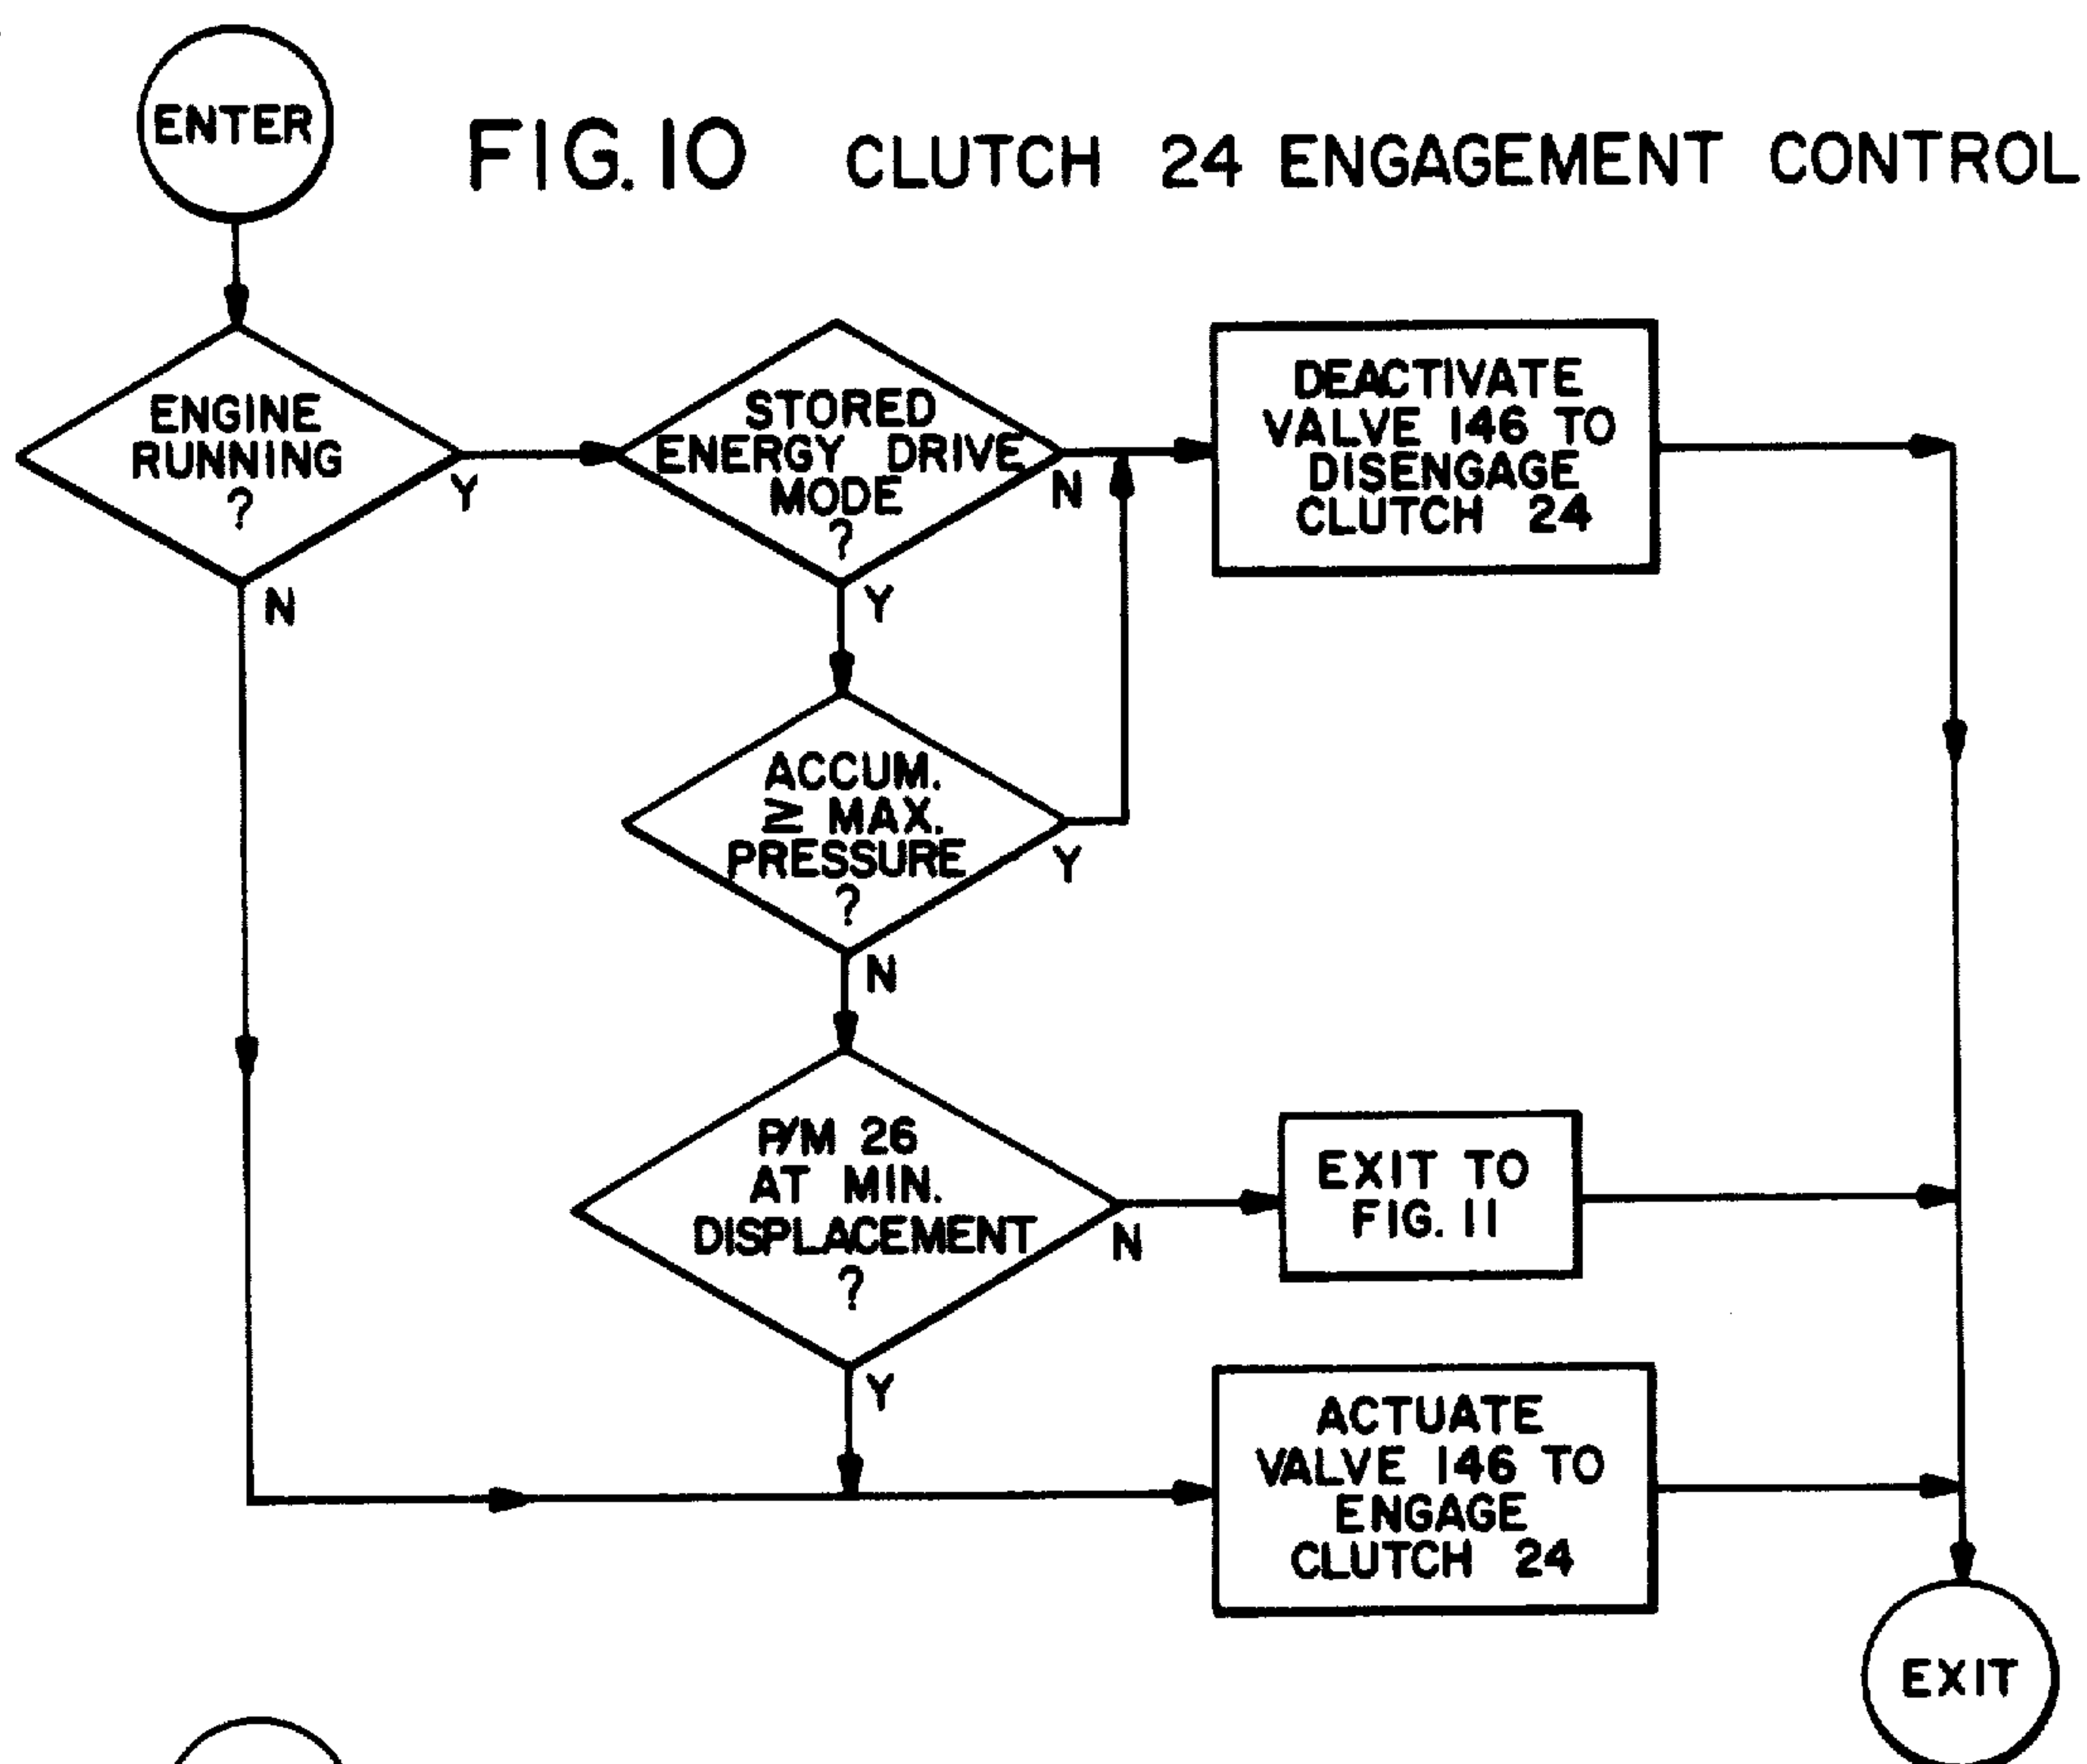 ENTER
FIG. 10 CLUTCH 24 ENGAGEMENT CONTROL
ENGINE
RUNNING
?
Y
N
STORED
ENERGY DRIVE
MODE
?
N
Y
DEACTIVATE
VALVE 146 TO
DISENGAGE
CLUTCH 24
ACCUM.
≥ MAX.
PRESSURE
?
Y
N
P/M 26
AT MIN.
DISPLACEMENT
?
N
Y
EXIT TO
FIG. 11
ACTUATE
VALVE 146 TO
ENGAGE
CLUTCH 24
EXIT